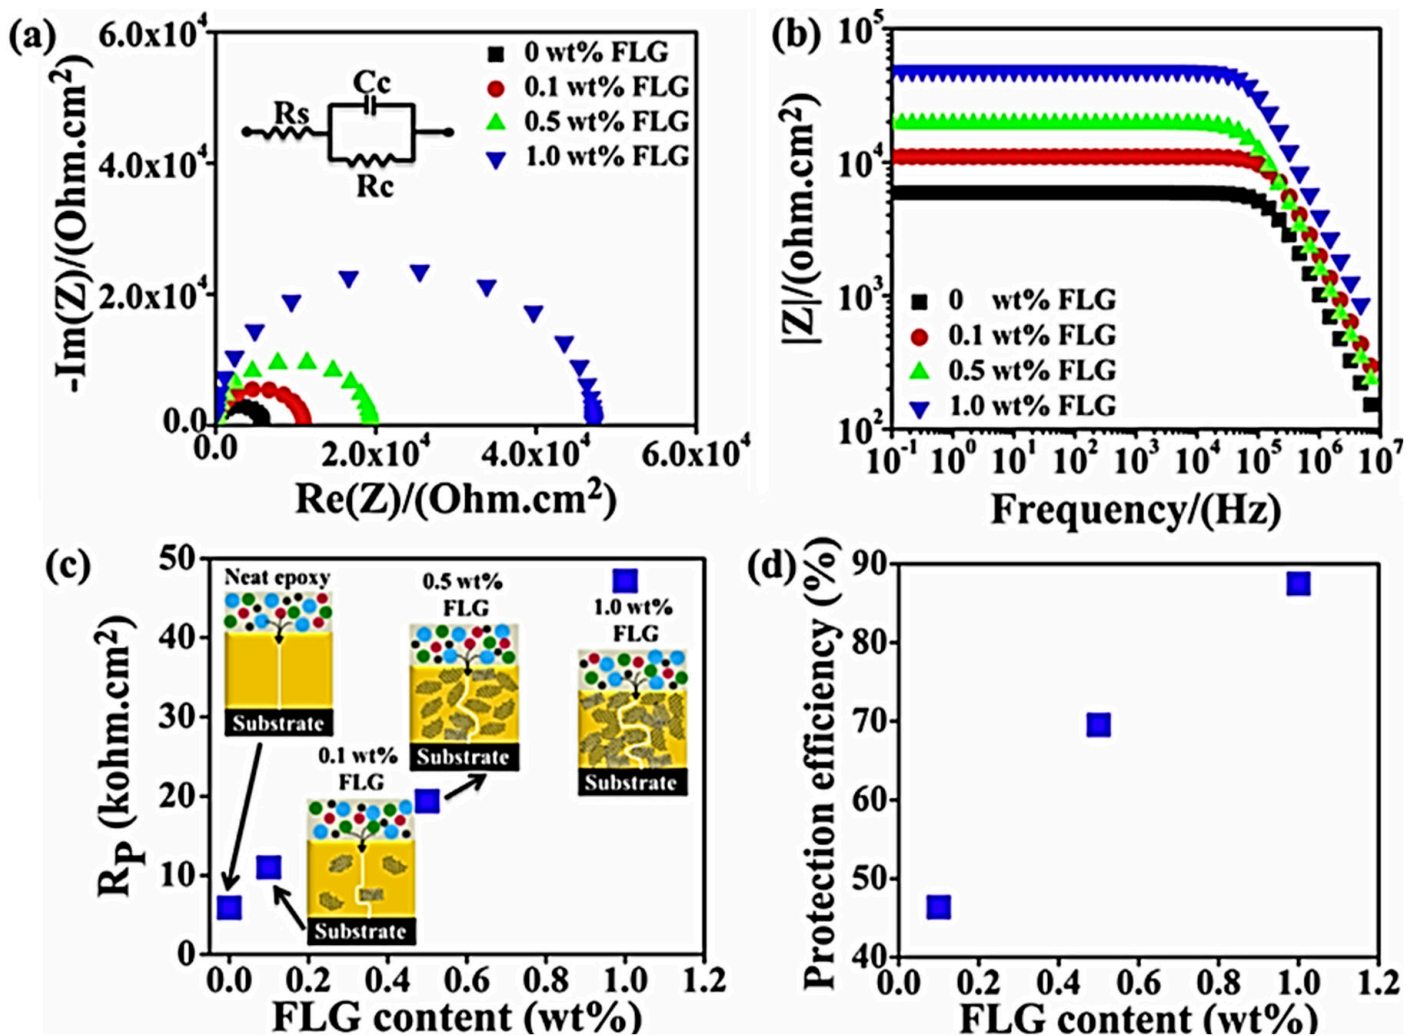 (a)
6.0x10⁴
4.0x10⁴
2.0x10⁴
0.0
-Im(Z)/(Ohm.cm²)
Rs
Cc
Rc
0 wt% FLG
0.1 wt% FLG
0.5 wt% FLG
1.0 wt% FLG
0.0 2.0x10⁴ 4.0x10⁴ 6.0x10⁴
Re(Z)/(Ohm.cm²)
(b)
10⁵
10⁴
10³
10²
|Z|/(ohm.cm²)
0 wt% FLG
0.1 wt% FLG
0.5 wt% FLG
1.0 wt% FLG
10⁻¹ 10⁰ 10¹ 10² 10³ 10⁴ 10⁵ 10⁶ 10⁷
Frequency/(Hz)
(c)
50
40
30
20
10
0
R_P (kohm.cm²)
Neat epoxy
Substrate
0.1 wt%
FLG
Substrate
0.5 wt%
FLG
Substrate
1.0 wt%
FLG
Substrate
0.0 0.2 0.4 0.6 0.8 1.0 1.2
FLG content (wt%)
(d)
90
80
70
60
50
40
Protection efficiency (%)
0.0 0.2 0.4 0.6 0.8 1.0 1.2
FLG content (wt%)